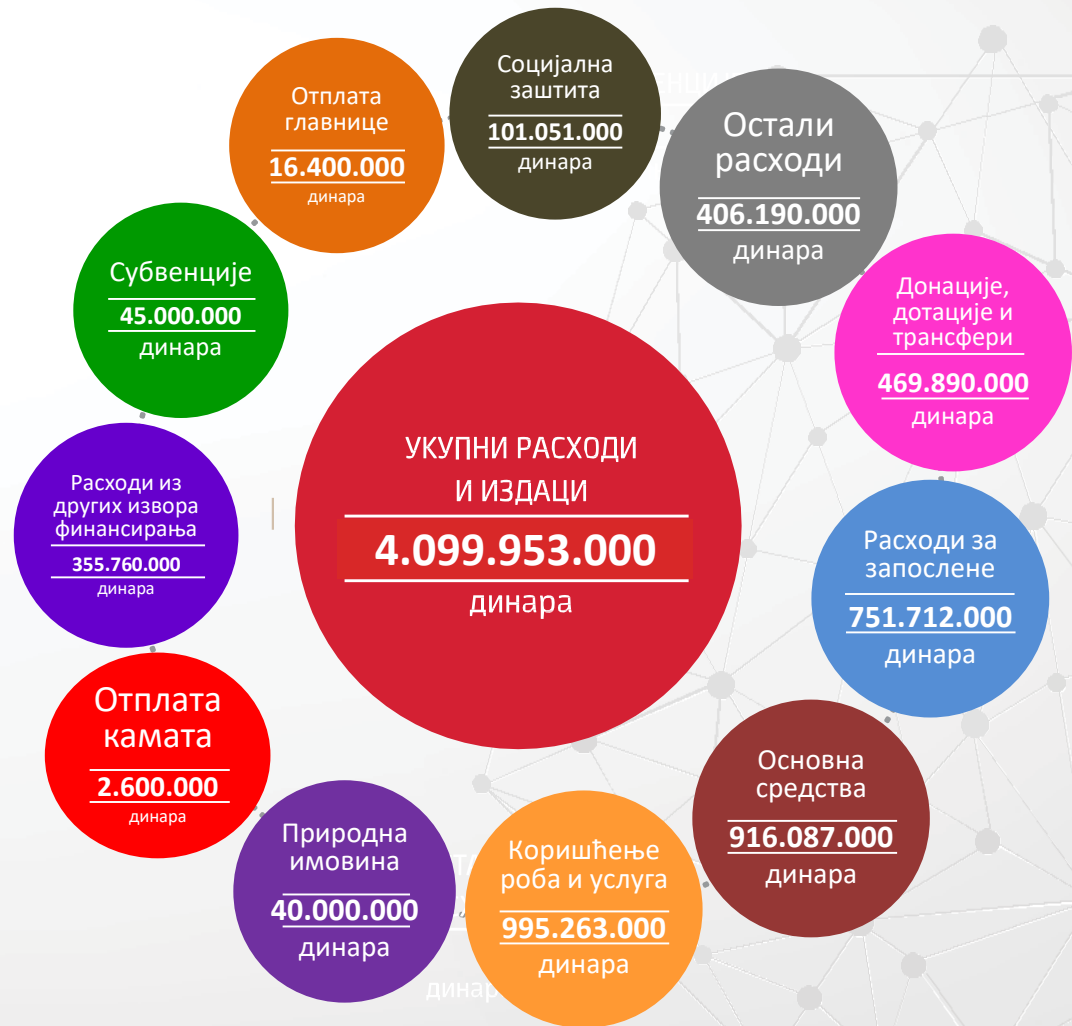 УКУПНИ РАСХОДИ
И ИЗДАЦИ
4.099.953.000
динара
Социјална
заштита
101.051.000
динара
Остали
расходи
406.190.000
динара
Донације,
дотације и
трансфери
469.890.000
динара
Расходи за
запослене
751.712.000
динара
Основна
средства
916.087.000
динара
Коришћење
роба и услуга
995.263.000
динара
Природна
имовина
40.000.000
динара
Отплата
камата
2.600.000
динара
Расходи из
других извора
финансирања
355.760.000
динара
Субвенције
45.000.000
динара
Отплата
главнице
16.400.000
динара